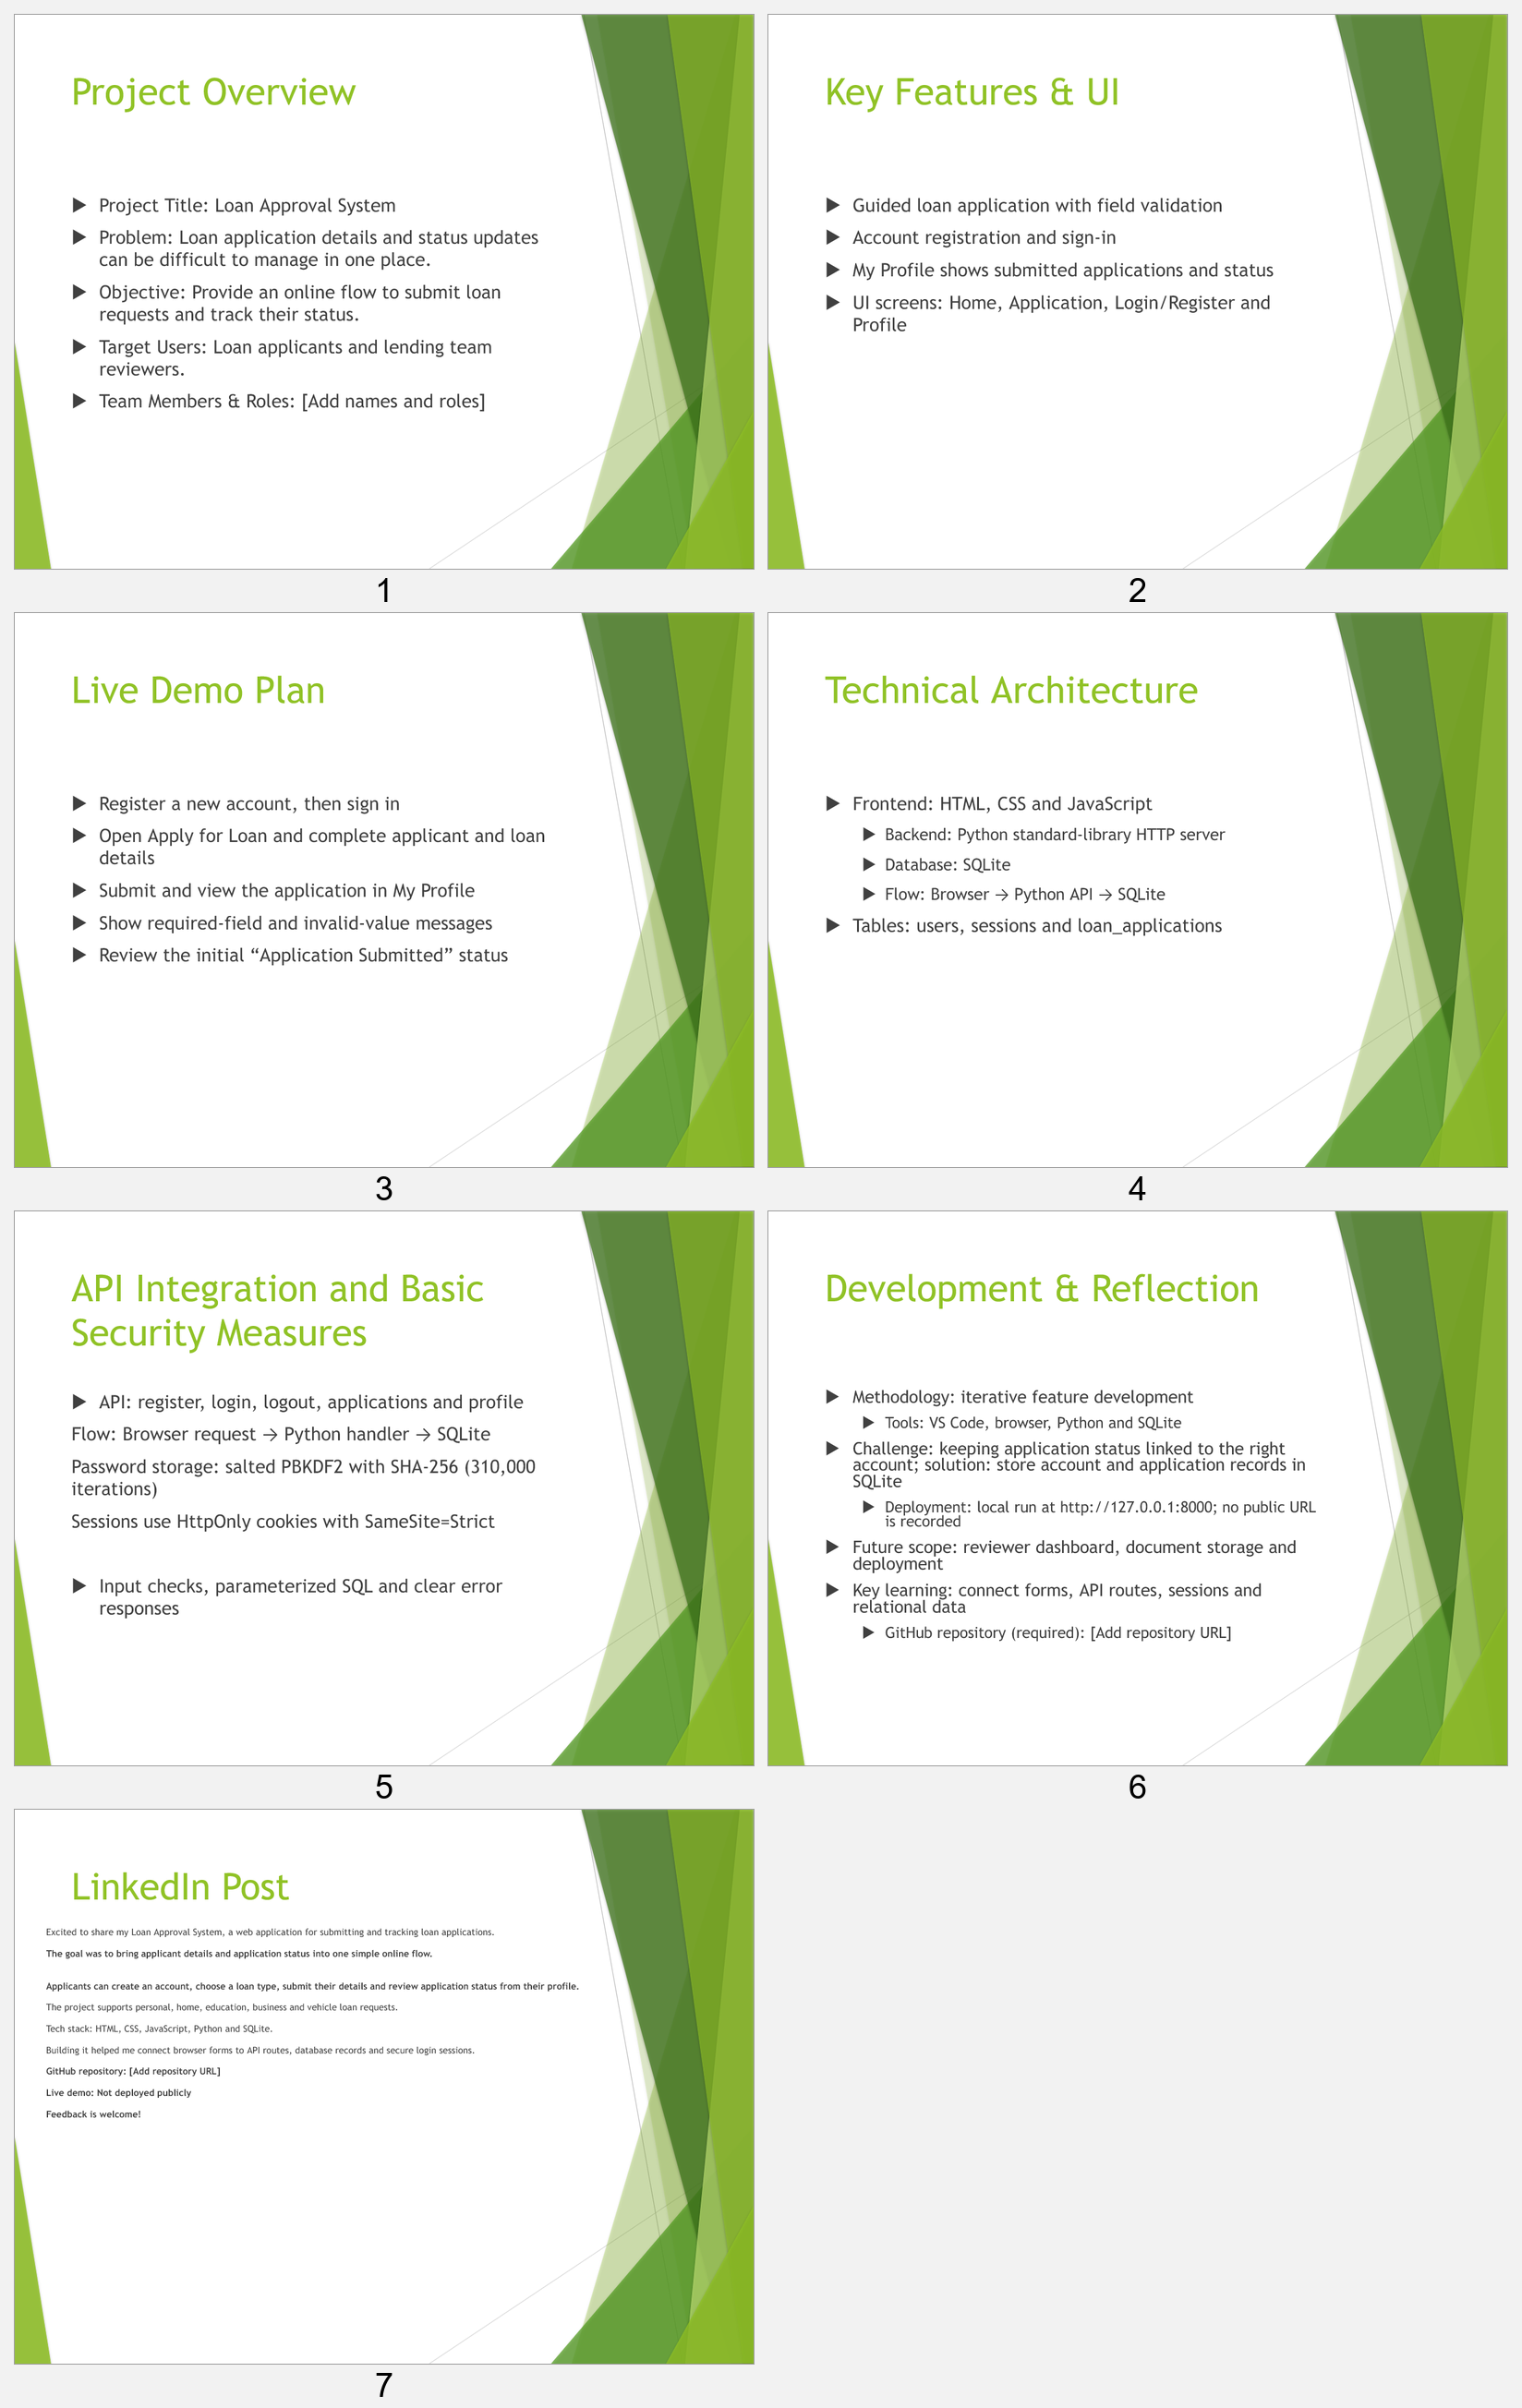 Project Overview
Project Title: Loan Approval System
Problem: Loan application details and status updates
can be difficult to manage in one place.
Objective: Provide an online flow to submit loan
requests and track their status.
Target Users: Loan applicants and lending team
reviewers.
Team Members & Roles: [Add names and roles]
1
Key Features & UI
Guided loan application with field validation
Account registration and sign-in
My Profile shows submitted applications and status
UI screens: Home, Application, Login/Register and
Profile
2
Live Demo Plan
Register a new account, then sign in
Open Apply for Loan and complete applicant and loan
details
Submit and view the application in My Profile
Show required-field and invalid-value messages
Review the initial “Application Submitted” status
3
Technical Architecture
Frontend: HTML, CSS and JavaScript
Backend: Python standard-library HTTP server
Database: SQLite
Flow: Browser → Python API → SQLite
Tables: users, sessions and loan_applications
4
API Integration and Basic
Security Measures
API: register, login, logout, applications and profile
Flow: Browser request → Python handler → SQLite
Password storage: salted PBKDF2 with SHA-256 (310,000
iterations)
Sessions use HttpOnly cookies with SameSite=Strict
Input checks, parameterized SQL and clear error
responses
5
Development & Reflection
Methodology: iterative feature development
Tools: VS Code, browser, Python and SQLite
Challenge: keeping application status linked to the right
account; solution: store account and application records in
SQLite
Deployment: local run at http://127.0.0.1:8000; no public URL
is recorded
Future scope: reviewer dashboard, document storage and
deployment
Key learning: connect forms, API routes, sessions and
relational data
GitHub repository (required): [Add repository URL]
6
LinkedIn Post
Excited to share my Loan Approval System, a web application for submitting and tracking loan applications.
The goal was to bring applicant details and application status into one simple online flow.
Applicants can create an account, choose a loan type, submit their details and review application status from their profile.
The project supports personal, home, education, business and vehicle loan requests.
Tech stack: HTML, CSS, JavaScript, Python and SQLite.
Building it helped me connect browser forms to API routes, database records and secure login sessions.
GitHub repository: [Add repository URL]
Live demo: Not deployed publicly
Feedback is welcome!
7